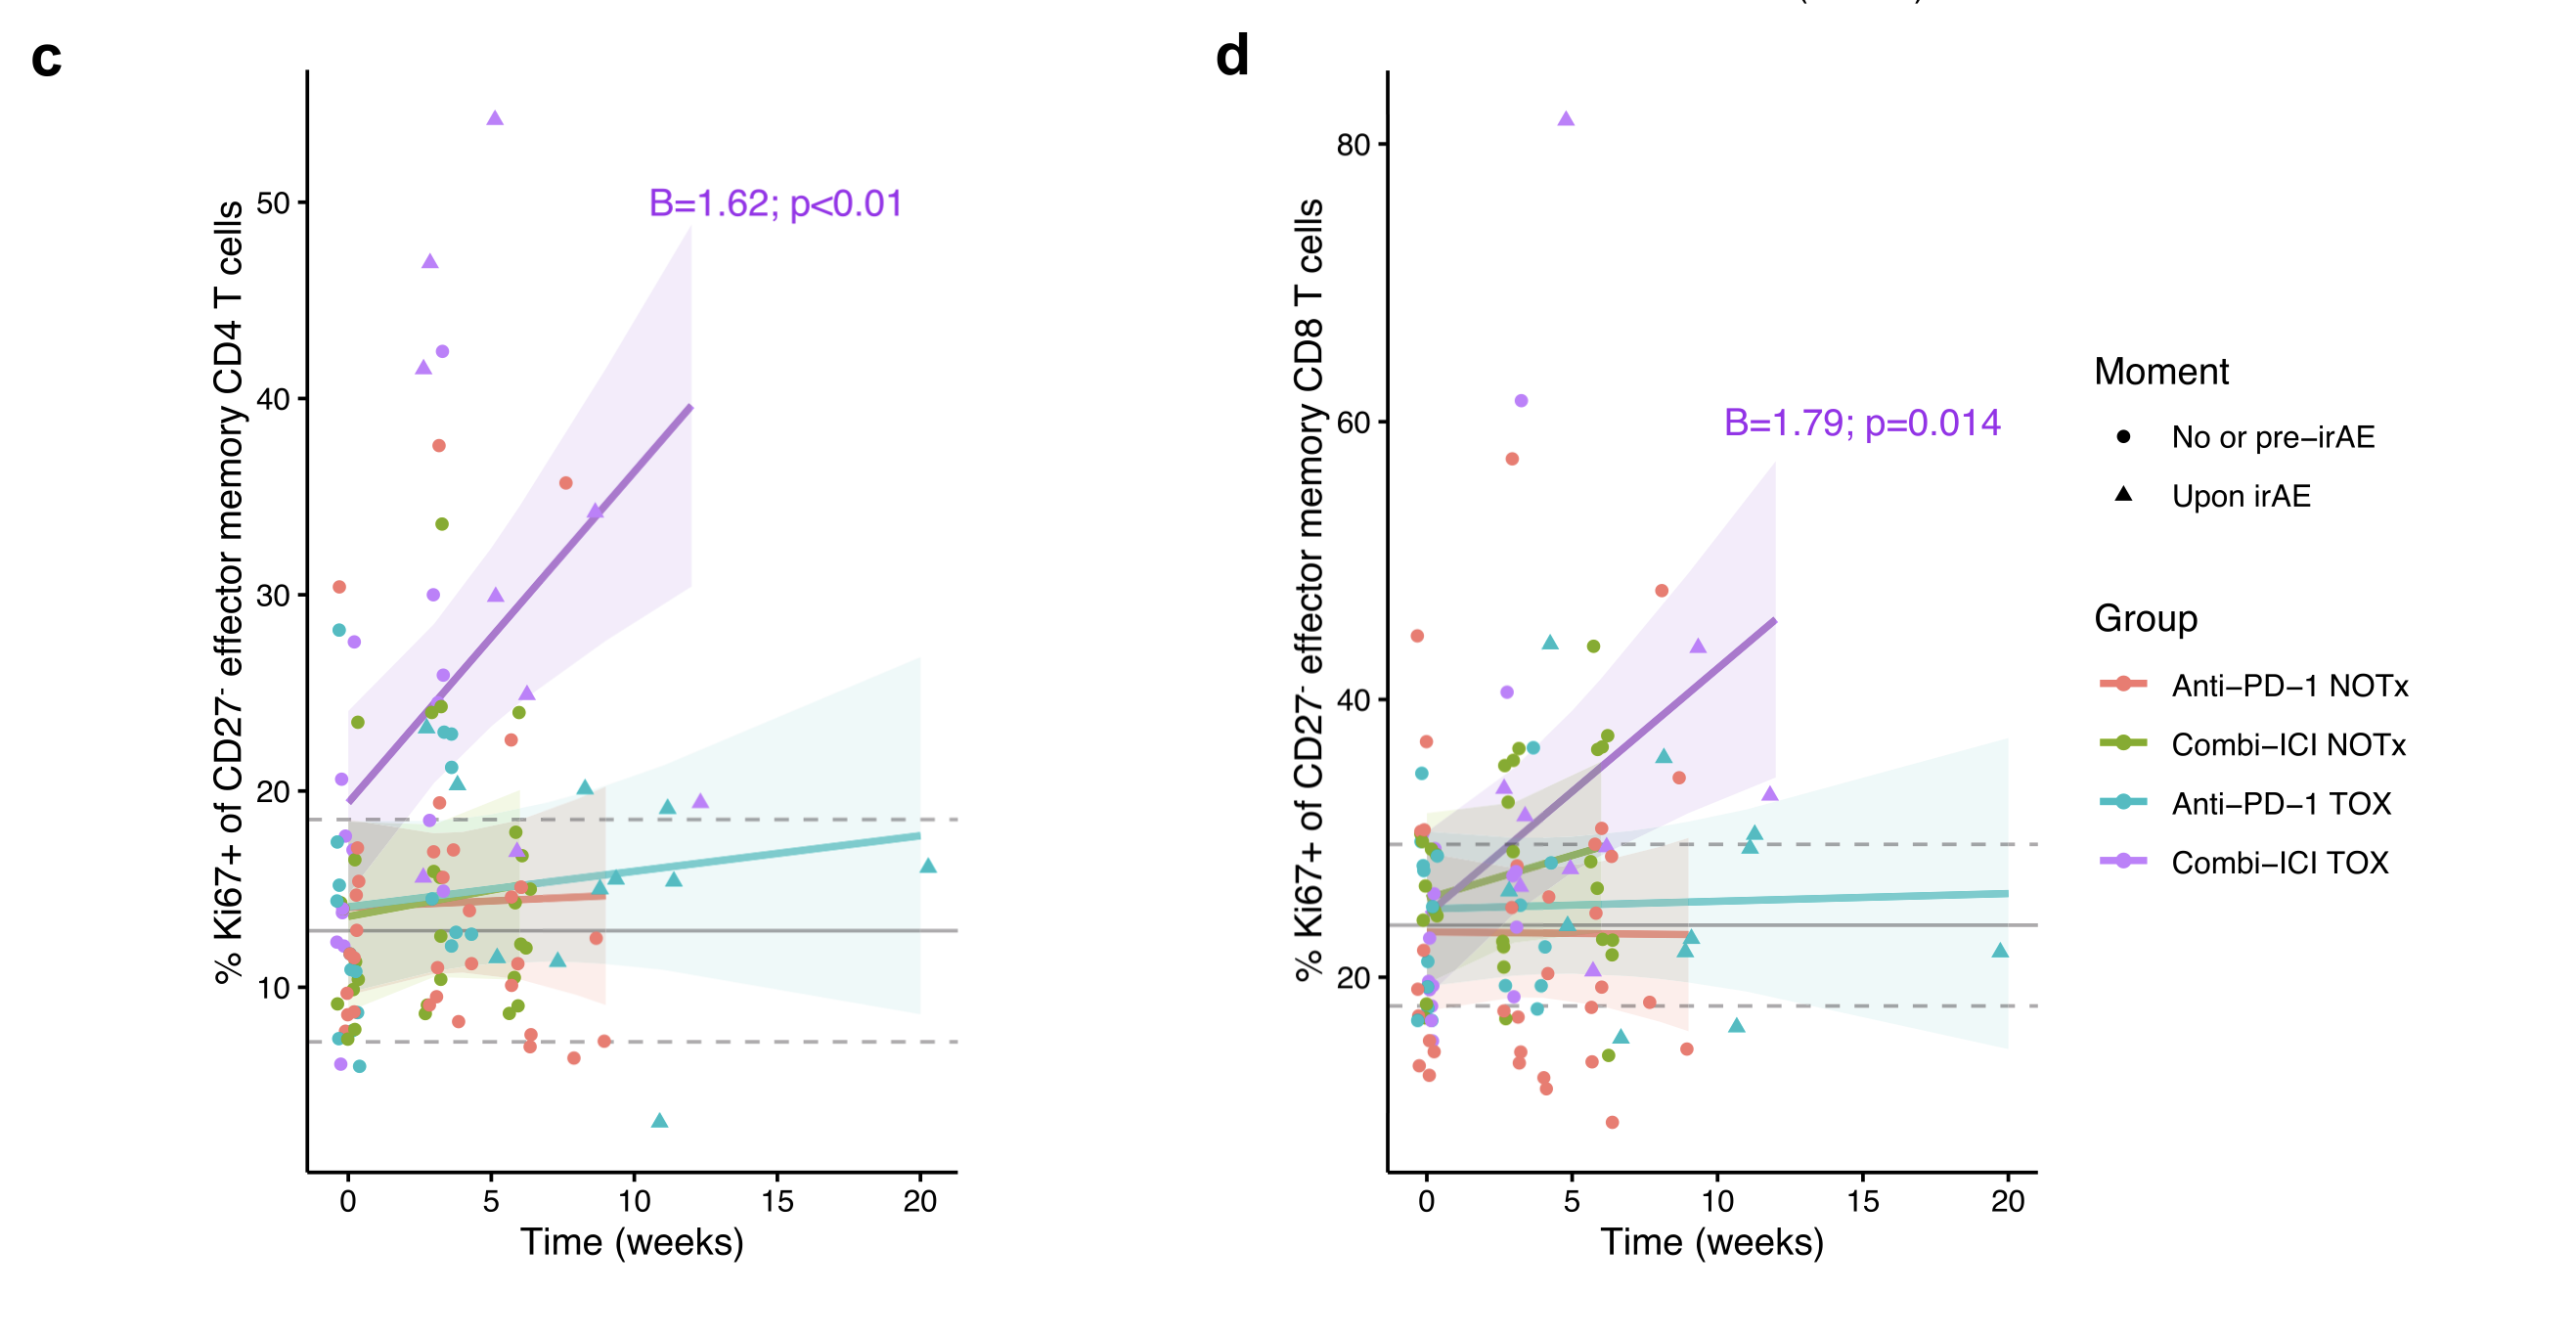 c
d
% Ki67+ of CD27- effector memory CD4 T cells
50
40
30
20
10
B=1.62; p<0.01
0 5 10 15 20
Time (weeks)
% Ki67+ of CD27- effector memory CD8 T cells
80
60
40
20
B=1.79; p=0.014
0 5 10 15 20
Time (weeks)
Moment
No or pre−irAE
Upon irAE
Group
Anti−PD−1 NOTx
Combi−ICI NOTx
Anti−PD−1 TOX
Combi−ICI TOX